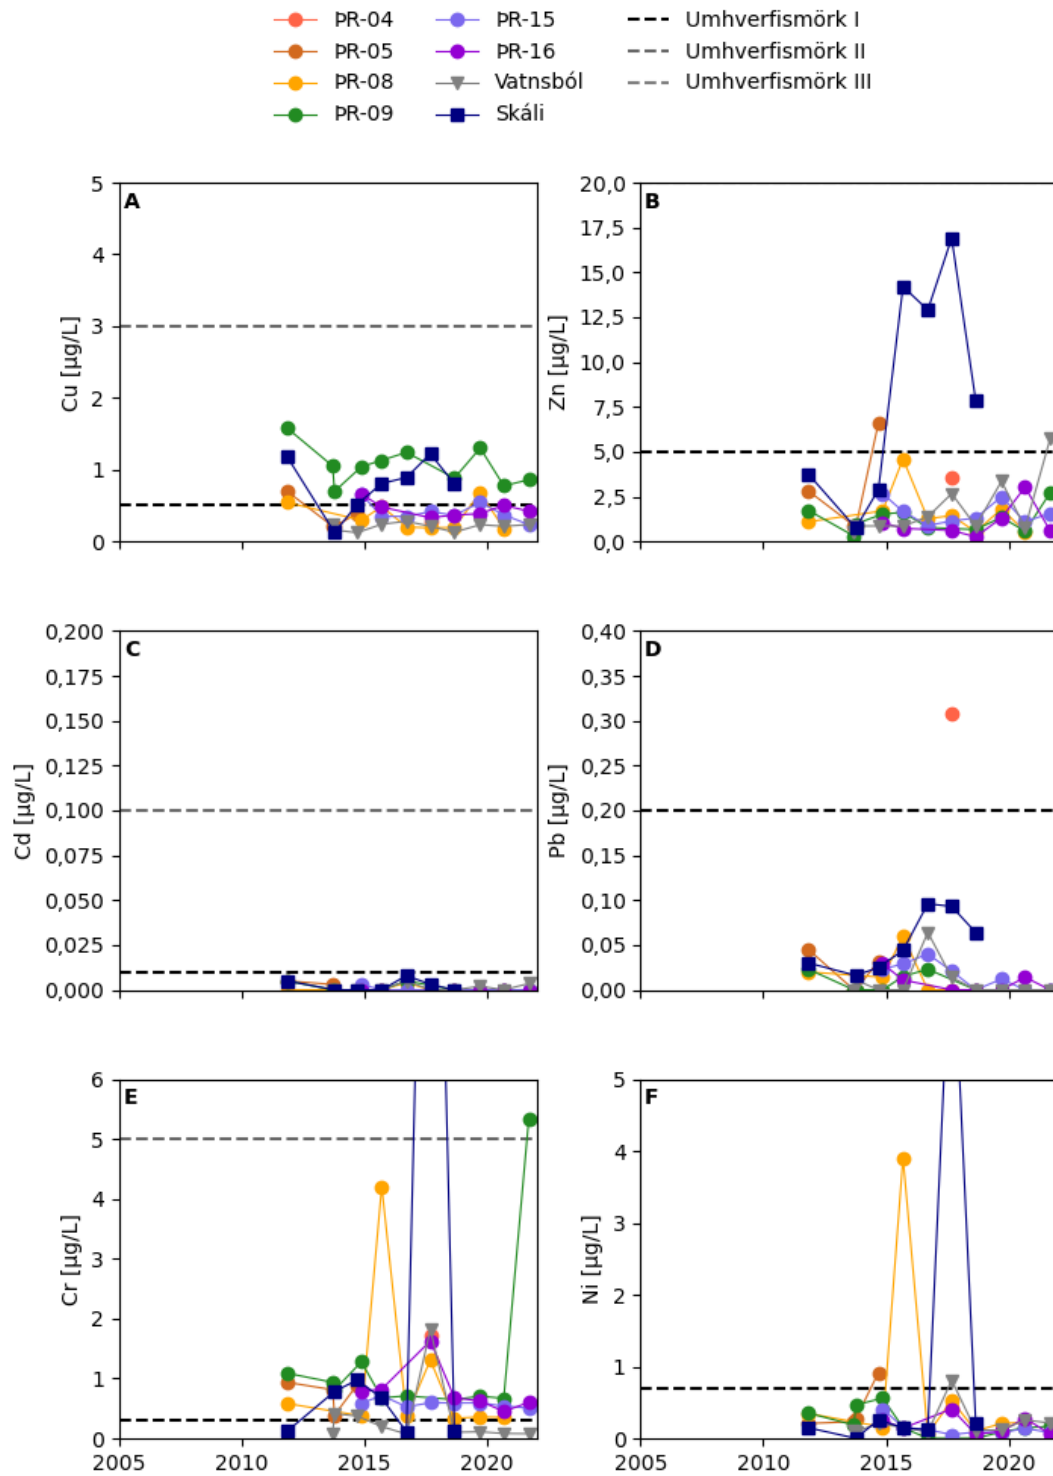 ÞR-04 ÞR-15 Umhverfismörk I
ÞR-05 ÞR-16 Umhverfismörk II
ÞR-08 Vatnsból Umhverfismörk III
ÞR-09 Skáli
A
5
4
3
2
1
0
Cu [µg/L]
B
20,0
17,5
15,0
12,5
10,0
7,5
5,0
2,5
0,0
Zn [µg/L]
C
0,200
0,175
0,150
0,125
0,100
0,075
0,050
0,025
0,000
Cd [µg/L]
D
0,40
0,35
0,30
0,25
0,20
0,15
0,10
0,05
0,00
Pb [µg/L]
E
6
5
4
3
2
1
0
Cr [µg/L]
2005 2010 2015 2020
F
5
4
3
2
1
0
Ni [µg/L]
2005 2010 2015 2020